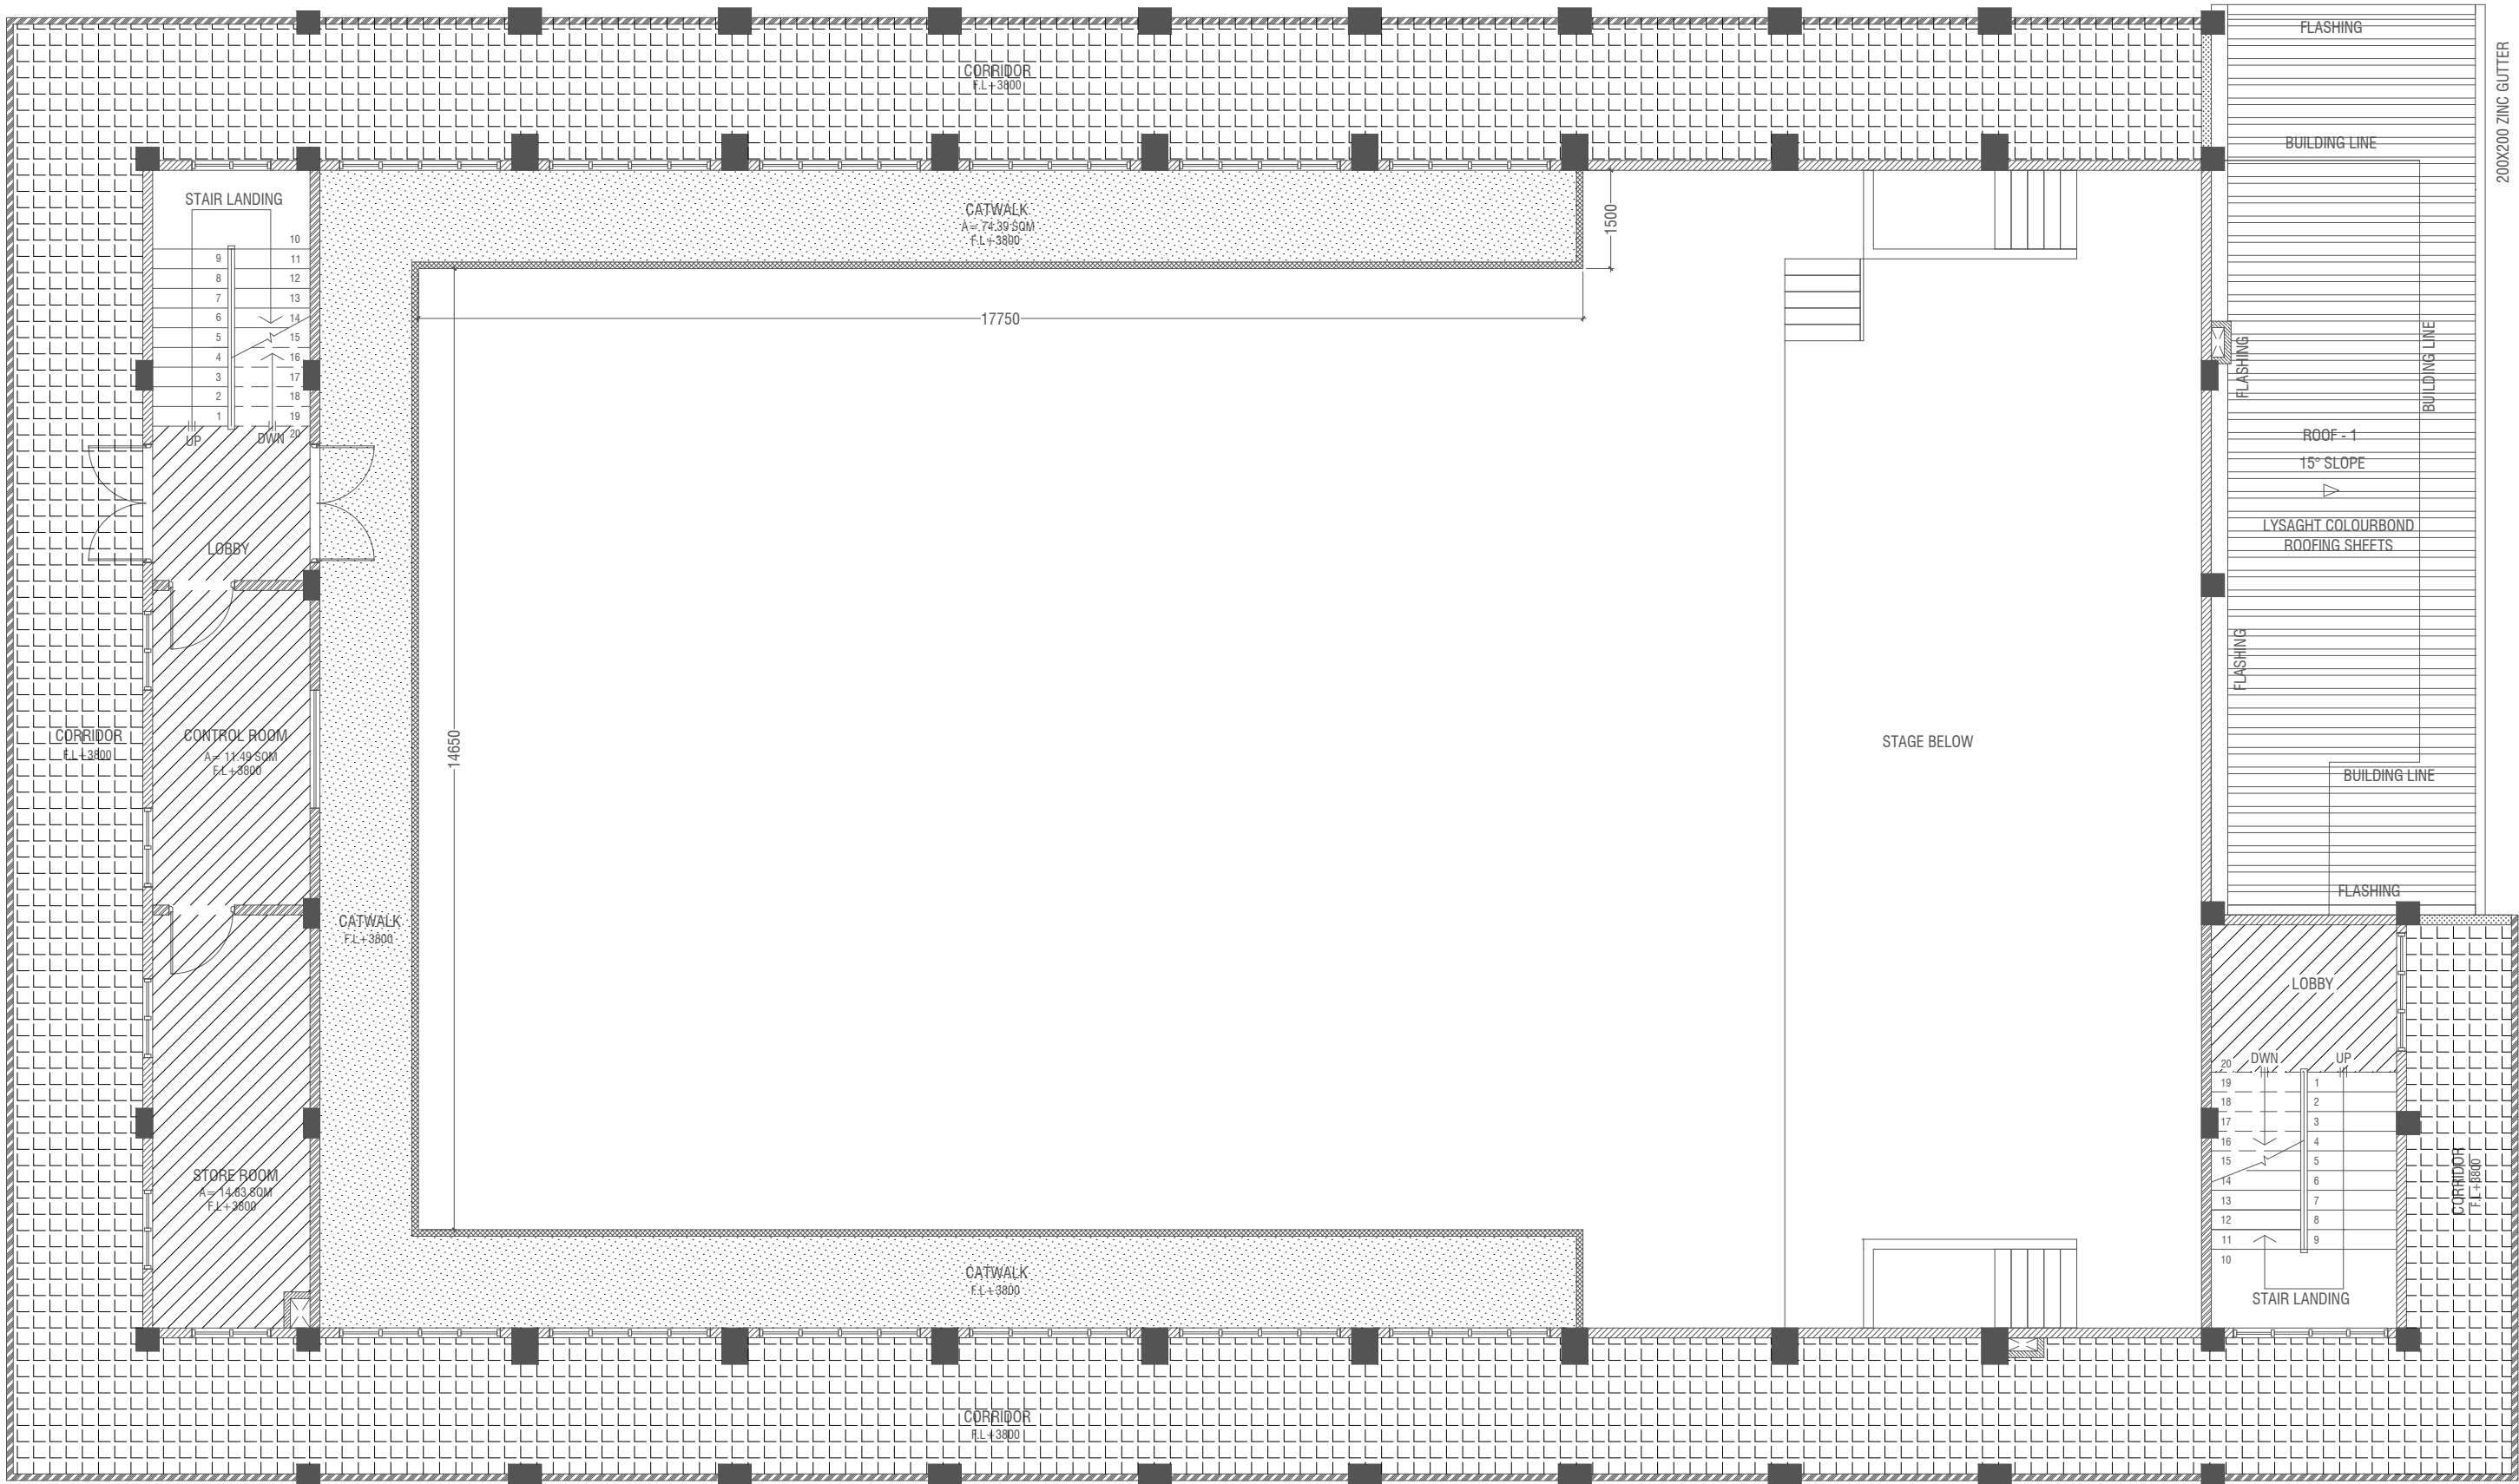 FLASHING
200X200 ZINC GUTTER
CORRIDOR
F.L+3800
BUILDING LINE
STAIR LANDING
CATWALK
A= 74.39 SQM
F.L+3800
1500
10
9
11
8
12
7
13
6
14
5
15
4
16
3
17
2
18
1
19
20
UP
DWN
17750
FLASHING
BUILDING LINE
ROOF - 1
15° SLOPE
LYSAGHT COLOURBOND
ROOFING SHEETS
LOBBY
FLASHING
CORRIDOR
F.L+3800
CONTROL ROOM
A= 11.49 SQM
F.L+3800
14650
STAGE BELOW
BUILDING LINE
FLASHING
CATWALK
F.L+3800
LOBBY
DWN
UP
20
19
1
18
2
17
3
16
4
15
5
14
6
13
7
12
8
11
9
10
STAIR LANDING
CORRIDOR
F.L+3800
STORE ROOM
A= 14.83 SQM
F.L+3800
CATWALK
F.L+3800
CORRIDOR
F.L+3800